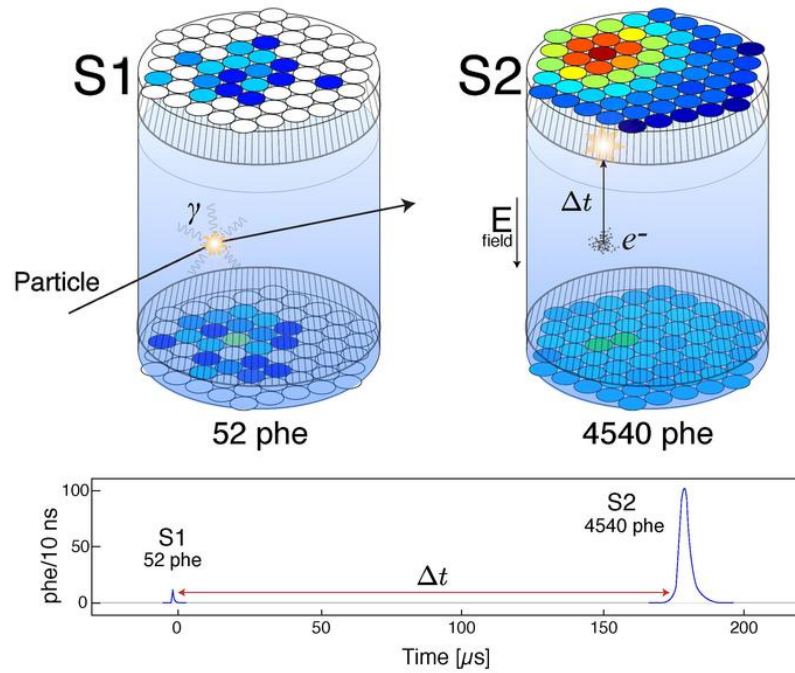 S1
S2
γ
Particle
Δt
E
field
e-
52 phe
4540 phe
phe/10 ns
100
50
0
S1
52 phe
Δt
S2
4540 phe
0
50
100
150
200
Time [μs]